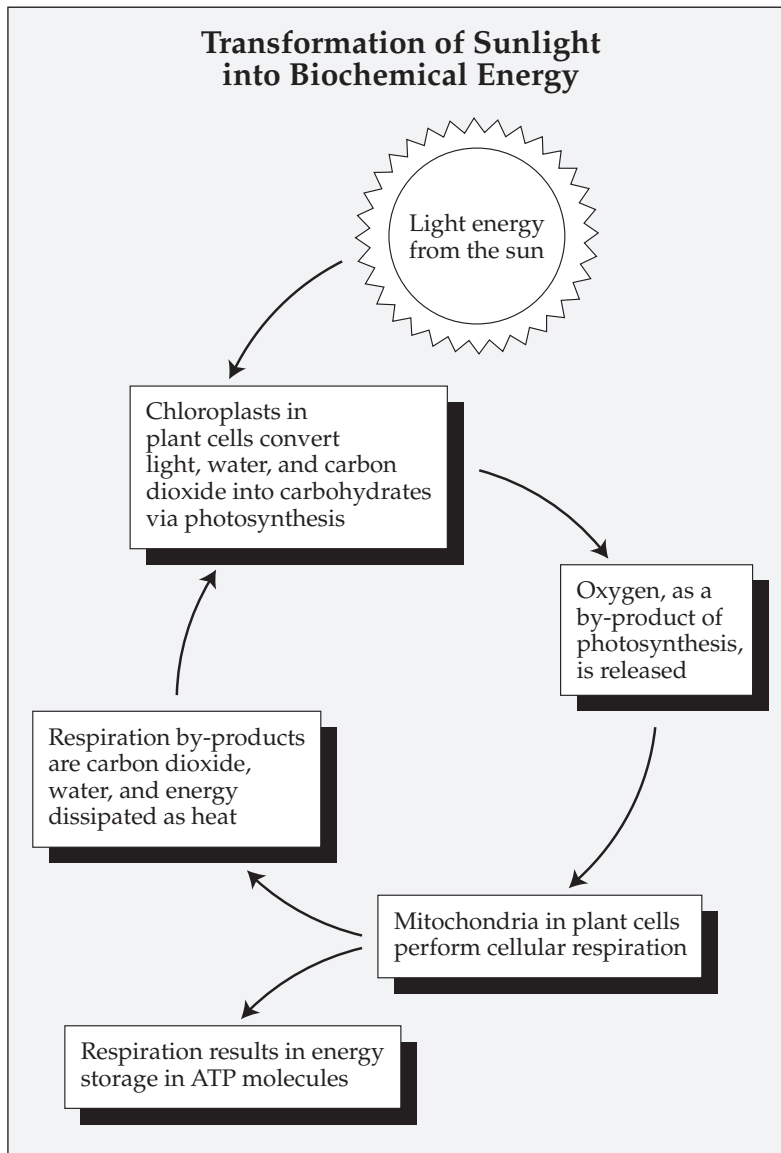 Transformation of Sunlight
into Biochemical Energy
Light energy
from the sun
Chloroplasts in
plant cells convert
light, water, and carbon
dioxide into carbohydrates
via photosynthesis
Oxygen, as a
by-product of
photosynthesis,
is released
Respiration by-products
are carbon dioxide,
water, and energy
dissipated as heat
Mitochondria in plant cells
perform cellular respiration
Respiration results in energy
storage in ATP molecules